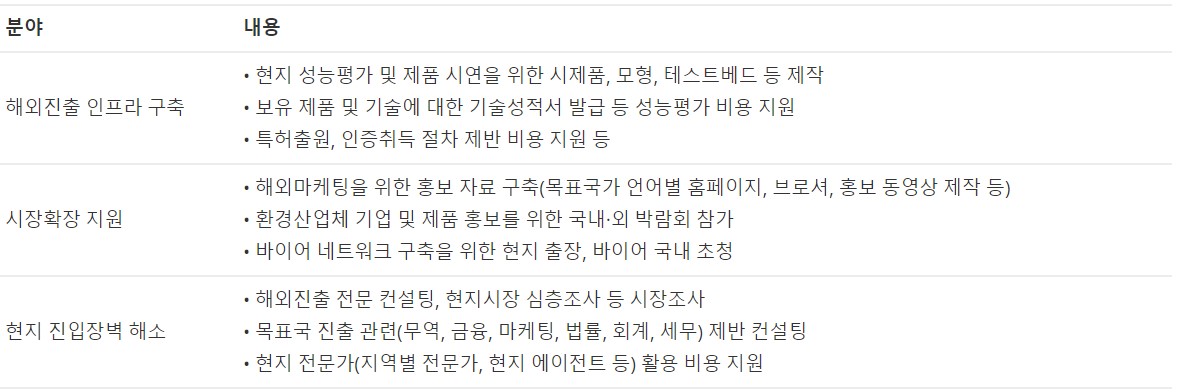 분야 내용
해외진출 인프라 구축
• 현지 성능평가 및 제품 시연을 위한 시제품, 모형, 테스트베드 등 제작
• 보유 제품 및 기술에 대한 기술성적서 발급 등 성능평가 비용 지원
• 특허출원, 인증취득 절차 제반 비용 지원 등
시장확장 지원
• 해외마케팅을 위한 홍보 자료 구축(목표국가 언어별 홈페이지, 브로셔, 홍보 동영상 제작 등)
• 환경산업체 기업 및 제품 홍보를 위한 국내·외 박람회 참가
• 바이어 네트워크 구축을 위한 현지 출장, 바이어 국내 초청
현지 진입장벽 해소
• 해외진출 전문 컨설팅, 현지시장 심층조사 등 시장조사
• 목표국 진출 관련(무역, 금융, 마케팅, 법률, 회계, 세무) 제반 컨설팅
• 현지 전문가(지역별 전문가, 현지 에이전트 등) 활용 비용 지원